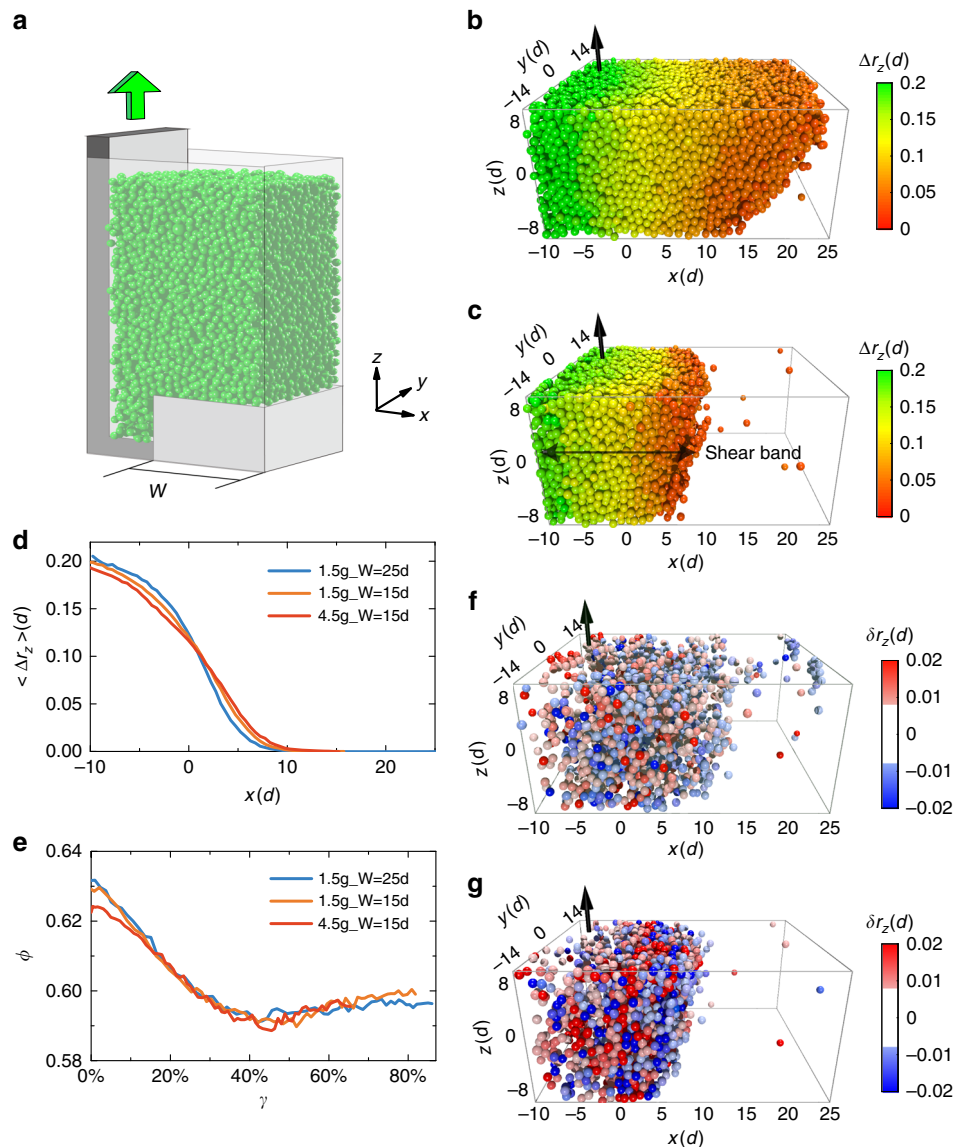 a
z
y
x
W
b
y(d)
14
0
−14
8
z(d)
0
−8
−10 −5 0 5 10 15 20 25
x(d)
Δr_z(d)
0.2
0.15
0.1
0.05
0
c
y(d)
14
0
−14
8
z(d)
0
−8
Shear band
−10 −5 0 5 10 15 20 25
x(d)
Δr_z(d)
0.2
0.15
0.1
0.05
0
d
< Δr_z >(d)
0.20
0.15
0.10
0.05
0.00
−10 0 10 20
x(d)
1.5g_W=25d
1.5g_W=15d
4.5g_W=15d
e
ϕ
0.64
0.62
0.60
0.58
0% 20% 40% 60% 80%
γ
1.5g_W=25d
1.5g_W=15d
4.5g_W=15d
f
y(d)
14
0
−14
8
z(d)
0
−8
−10 −5 0 5 10 15 20 25
x(d)
δr_z(d)
0.02
0.01
0
−0.01
−0.02
g
y(d)
14
0
−14
8
z(d)
0
−8
−10 −5 0 5 10 15 20 25
x(d)
δr_z(d)
0.02
0.01
0
−0.01
−0.02